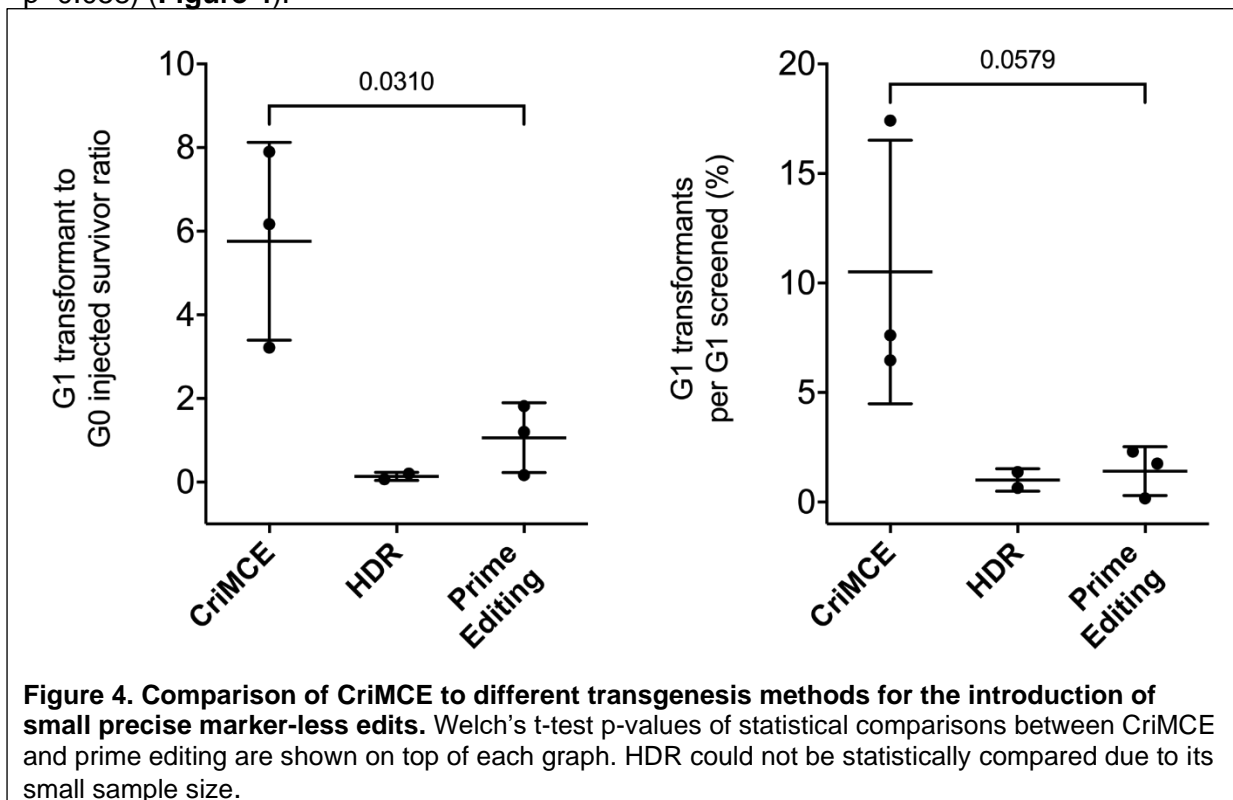 p=0.058) (Figure 4).
10
8
6
4
2
0
G1 transformant to
G0 injected survivor ratio
0.0310
CriMCE
HDR
Prime
Editing
20
15
10
5
0
G1 transformants
per G1 screened (%)
0.0579
CriMCE
HDR
Prime
Editing
Figure 4. Comparison of CriMCE to different transgenesis methods for the introduction of
small precise marker-less edits. Welch’s t-test p-values of statistical comparisons between CriMCE
and prime editing are shown on top of each graph. HDR could not be statistically compared due to its
small sample size.